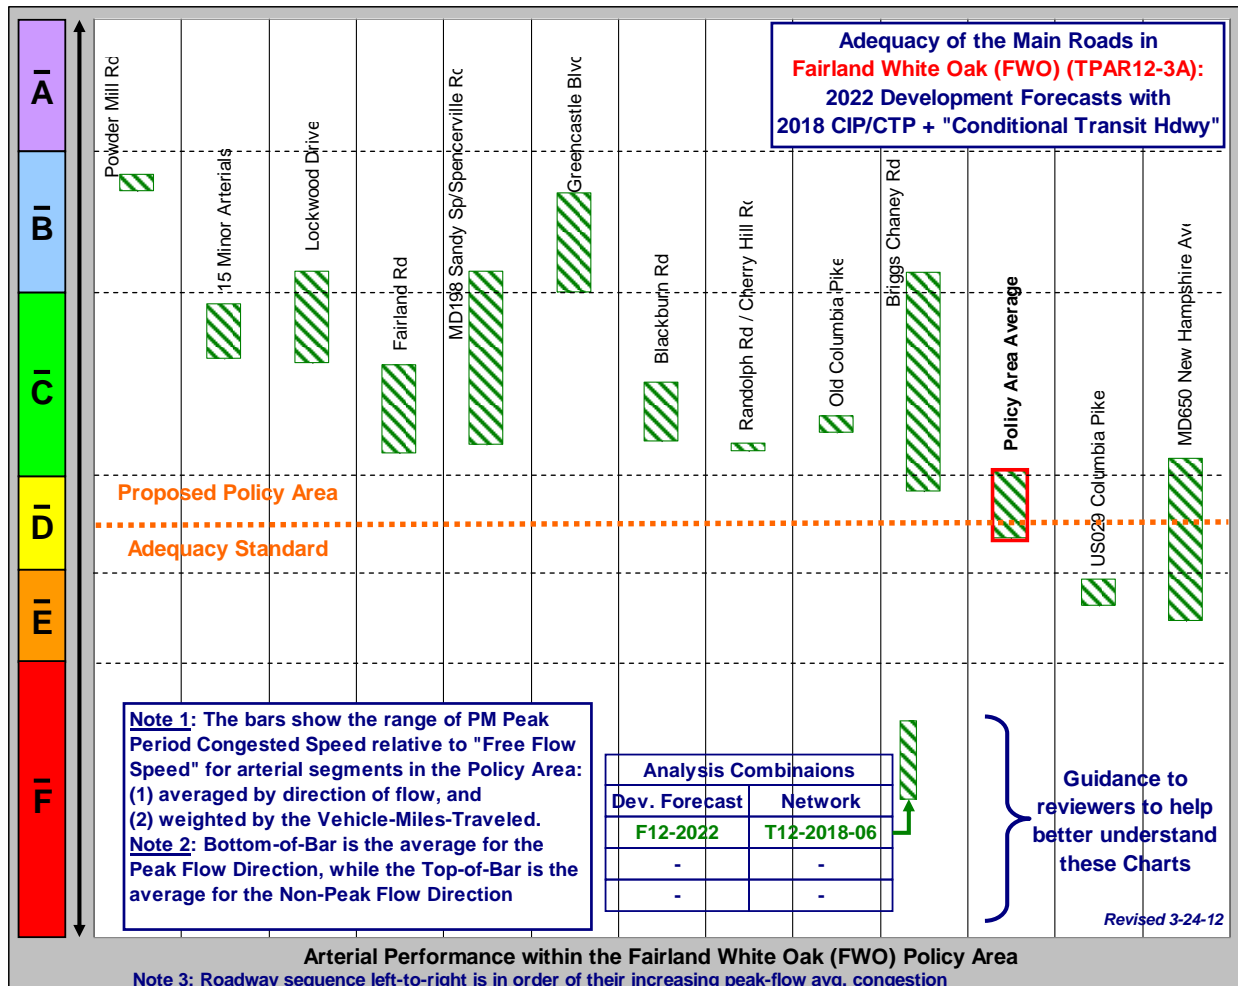 Adequacy of the Main Roads in
Fairland White Oak (FWO) (TPAR12-3A):
2022 Development Forecasts with
2018 CIP/CTP + "Conditional Transit Hdwy"
A
B
C
D
E
F
Powder Mill Rd
15 Minor Arterials
Lockwood Drive
Fairland Rd
MD198 Sandy Sp/Spencerville Rd
Greencastle Blvd
Blackburn Rd
Randolph Rd / Cherry Hill Rd
Old Columbia Pike
Briggs Chaney Rd
Policy Area Average
US029 Columbia Pike
MD650 New Hampshire Ave
Proposed Policy Area
Adequacy Standard
Note 1: The bars show the range of PM Peak
Period Congested Speed relative to "Free Flow
Speed" for arterial segments in the Policy Area:
(1) averaged by direction of flow, and
(2) weighted by the Vehicle-Miles-Traveled.
Note 2: Bottom-of-Bar is the average for the
Peak Flow Direction, while the Top-of-Bar is the
average for the Non-Peak Flow Direction
Analysis Combinaions
Dev. Forecast Network
F12-2022 T12-2018-06
- -
- -
Guidance to
reviewers to help
better understand
these Charts
Revised 3-24-12
Arterial Performance within the Fairland White Oak (FWO) Policy Area
Note 3: Roadway sequence left-to-right is in order of their increasing peak-flow avg. congestion